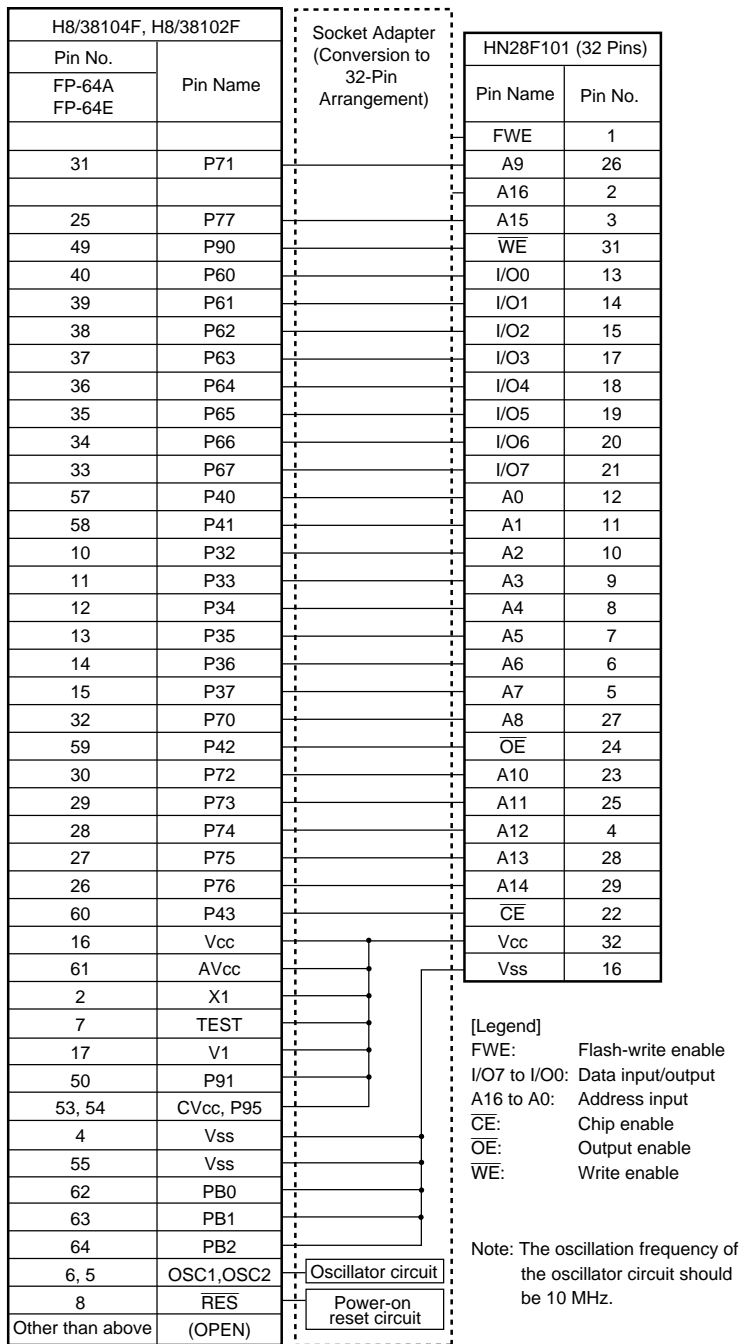 H8/38104F, H8/38102F
Pin No.
FP-64A
FP-64E
Pin Name
Socket Adapter
(Conversion to
32-Pin
Arrangement)
HN28F101 (32 Pins)
Pin Name Pin No.
FWE 1
31 P71 A9 26
A16 2
25 P77 A15 3
49 P90 WE 31
40 P60 I/O0 13
39 P61 I/O1 14
38 P62 I/O2 15
37 P63 I/O3 17
36 P64 I/O4 18
35 P65 I/O5 19
34 P66 I/O6 20
33 P67 I/O7 21
57 P40 A0 12
58 P41 A1 11
10 P32 A2 10
11 P33 A3 9
12 P34 A4 8
13 P35 A5 7
14 P36 A6 6
15 P37 A7 5
32 P70 A8 27
59 P42 OE 24
30 P72 A10 23
29 P73 A11 25
28 P74 A12 4
27 P75 A13 28
26 P76 A14 29
60 P43 CE 22
16 Vcc Vcc 32
61 AVcc Vss 16
2 X1
7 TEST
17 V1
50 P91
53, 54 CVcc, P95
4 Vss
55 Vss
62 PB0
63 PB1
64 PB2
6, 5 OSC1,OSC2 Oscillator circuit
8 RES Power-on
reset circuit
Other than above (OPEN)
[Legend]
FWE: Flash-write enable
I/O7 to I/O0: Data input/output
A16 to A0: Address input
CE: Chip enable
OE: Output enable
WE: Write enable
Note: The oscillation frequency of
the oscillator circuit should
be 10 MHz.